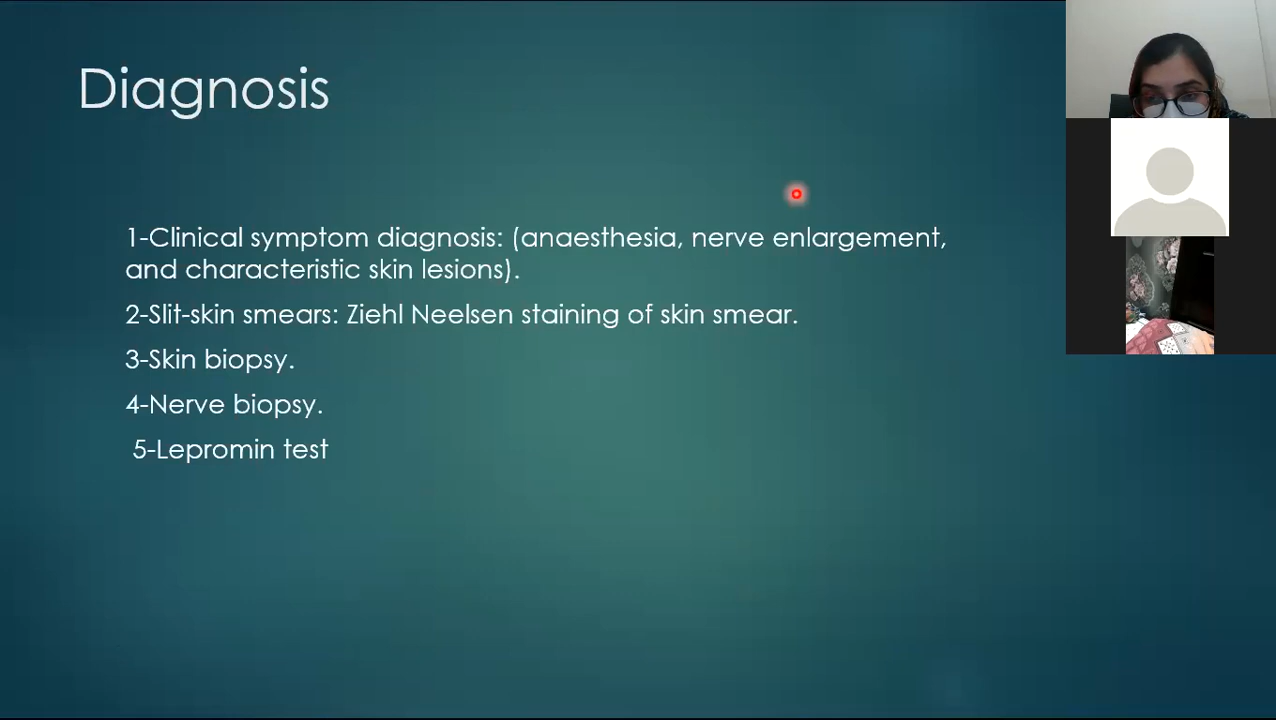 Diagnosis
1-Clinical symptom diagnosis: (anaesthesia, nerve enlargement,
and characteristic skin lesions).
2-Slit-skin smears: Ziehl Neelsen staining of skin smear.
3-Skin biopsy.
4-Nerve biopsy.
5-Lepromin test